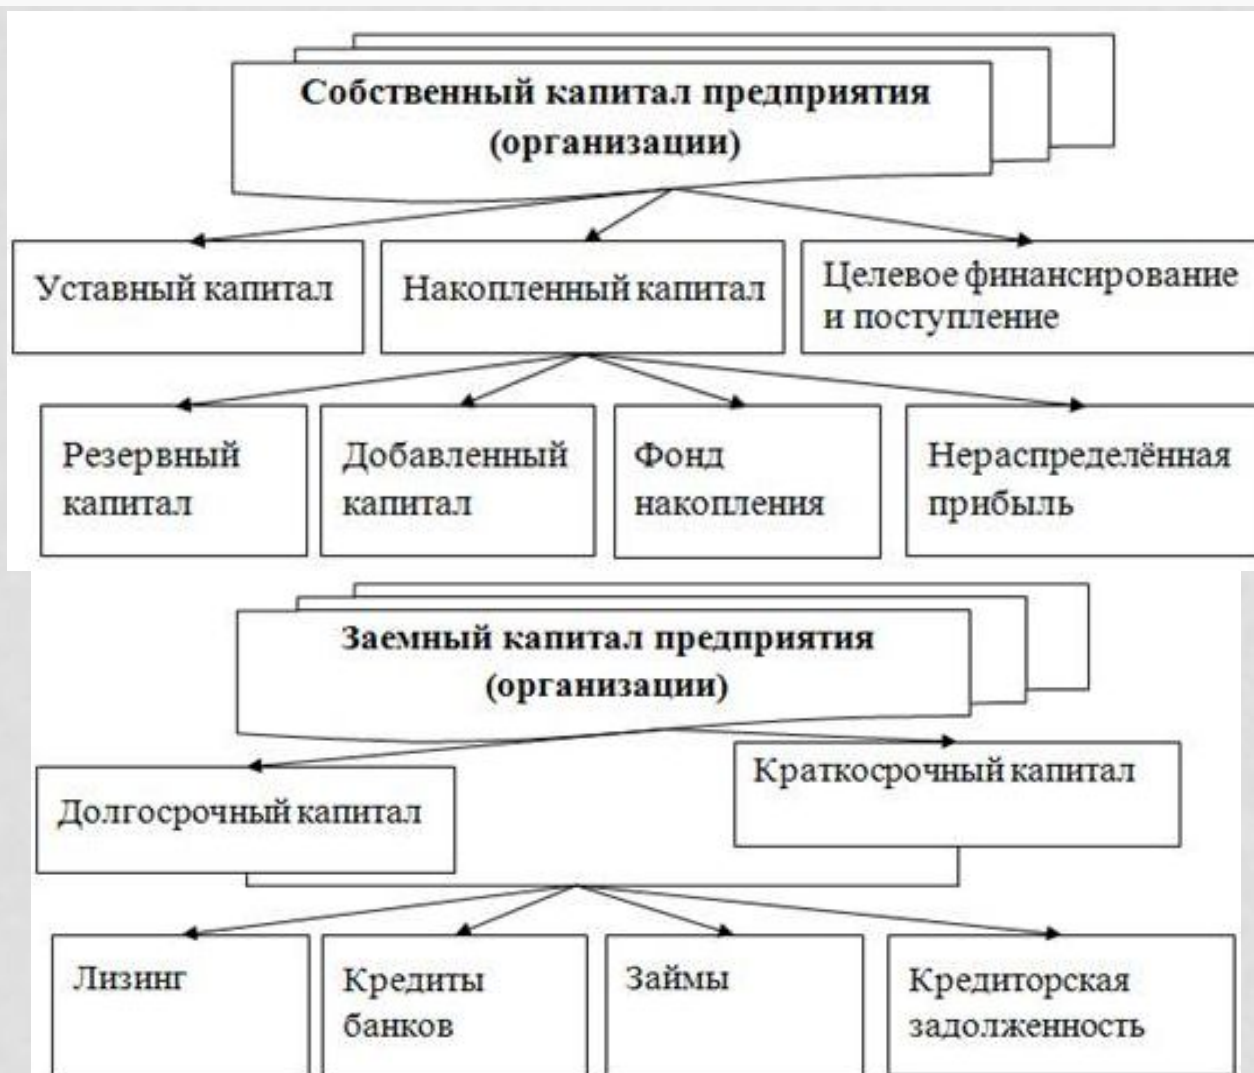 Собственный капитал предприятия
(организации)
Уставный капитал
Накопленный капитал
Целевое финансирование
и поступление
Резервный
капитал
Добавленный
капитал
Фонд
накопления
Нераспределённая
прибыль
Заемный капитал предприятия
(организации)
Долгосрочный капитал
Краткосрочный капитал
Лизинг
Кредиты
банков
Займы
Кредиторская
задолженность